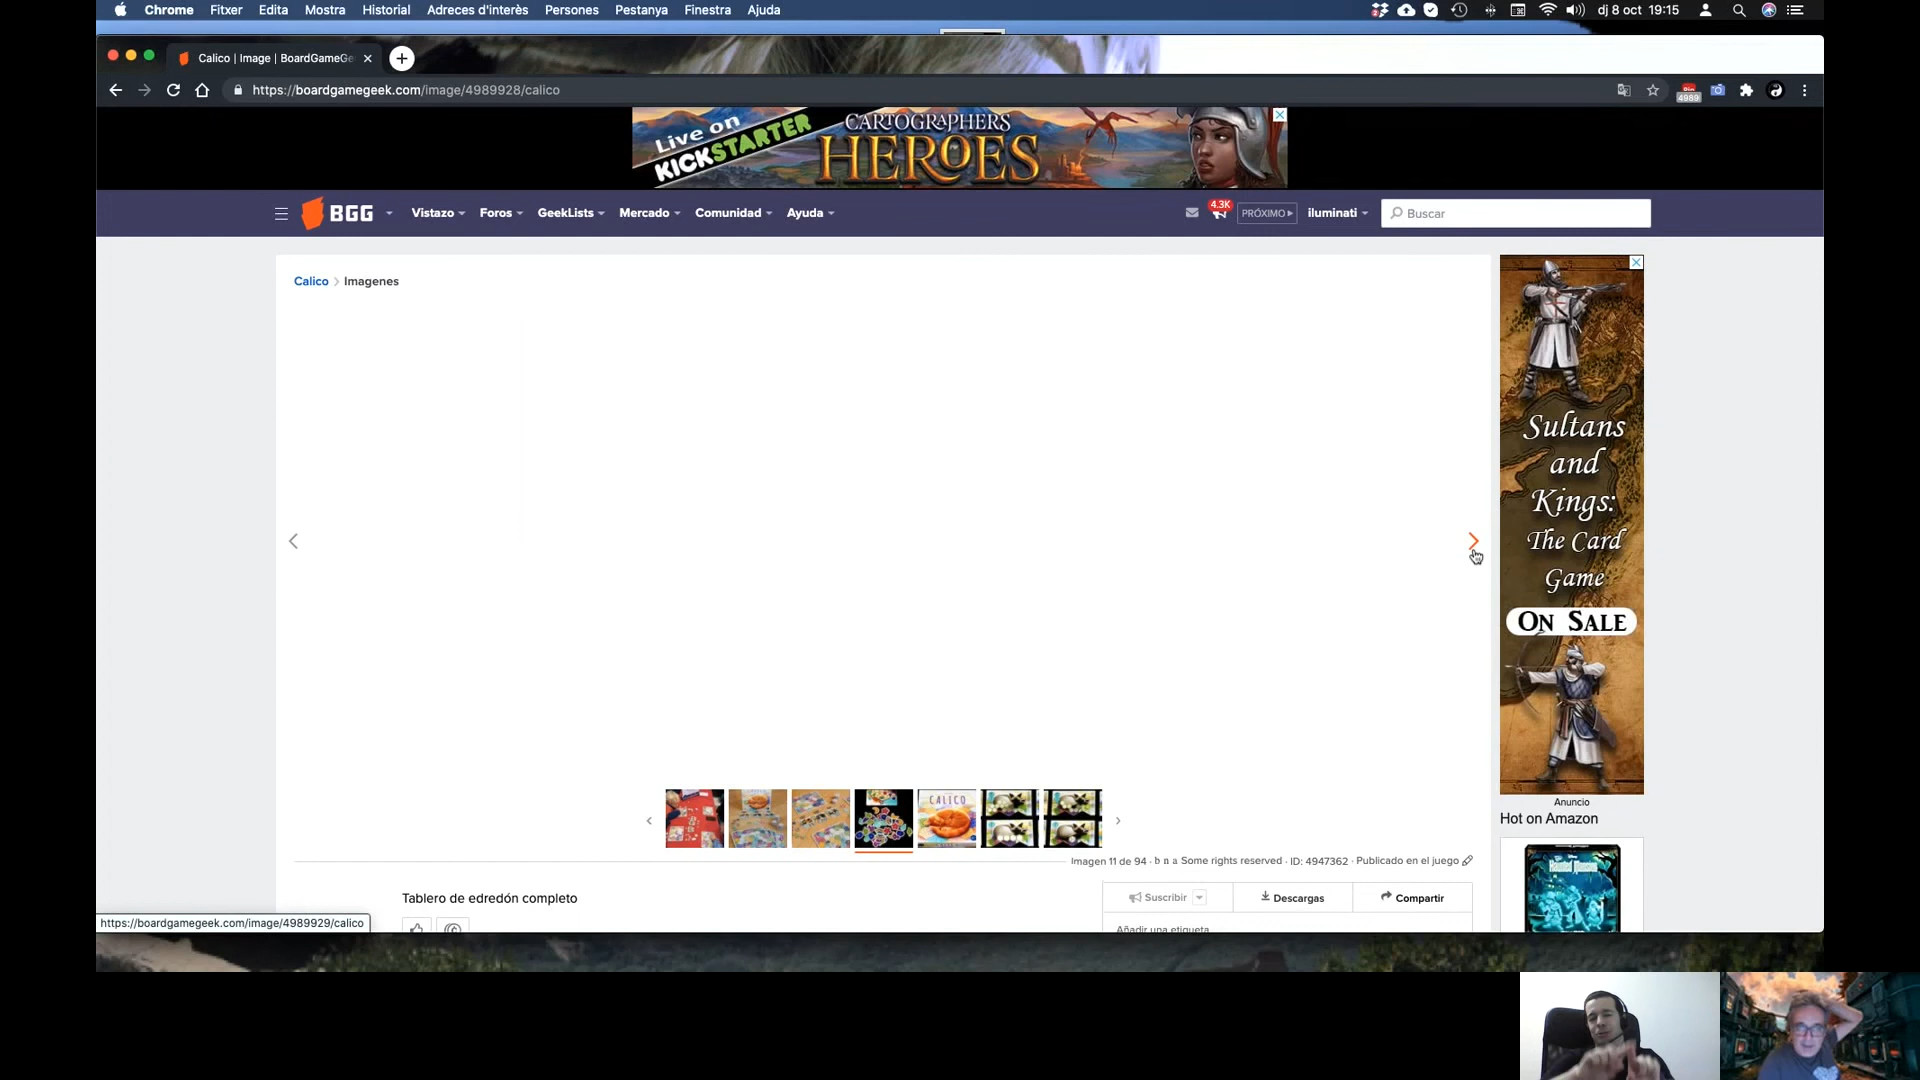 Chrome Fitxer Edita Mostra Historial Adreces d'interès Persones Pestanya Finestra Ajuda
dj 8 oct 19:15
Calico | Image | BoardGameGe
https://boardgamegeek.com/image/4989928/calico
4989
Live on
KICKSTARTER
CARTOGRAPHERS
HEROES
BGG Vistazo Foros GeekLists Mercado Comunidad Ayuda
4.3K
PRÓXIMO
iluminati
Buscar
Calico Imagenes
Sultans
and
Kings:
The Card
Game
ON SALE
Anuncio
Hot on Amazon
CALICO
Imagen 11 de 94 · b n a Some rights reserved · ID: 4947362 · Publicado en el juego
Tablero de edredón completo
Suscribir Descargas Compartir
Añadir una etiqueta
https://boardgamegeek.com/image/4989929/calico